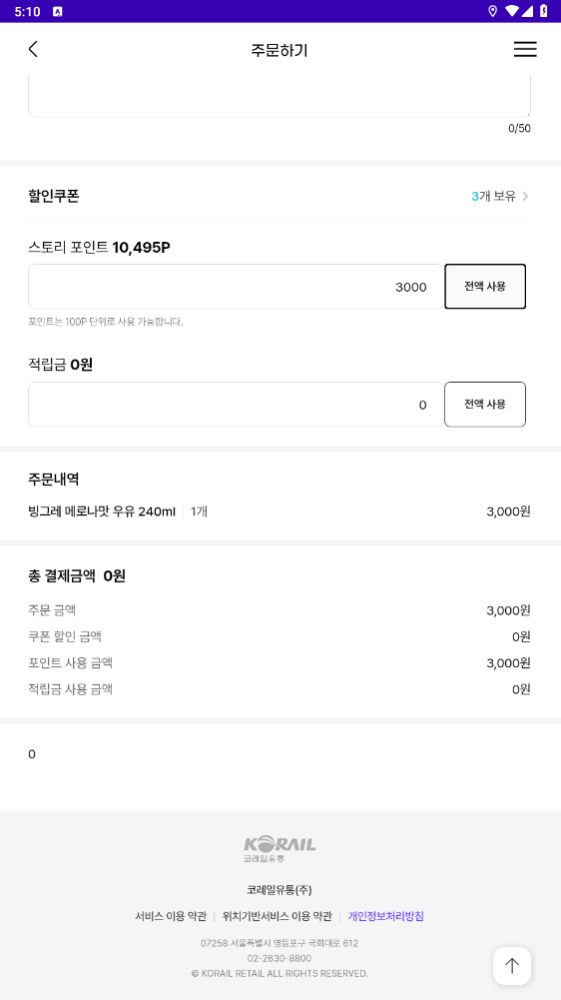 5:10
주문하기
0/50
할인쿠폰 3개 보유
스토리 포인트 10,495P
3000 전액 사용
포인트는 100P 단위로 사용 가능합니다.
적립금 0원
0 전액 사용
주문내역
빙그레 메로나맛 우유 240ml | 1개 3,000원
총 결제금액 0원
주문 금액 3,000원
쿠폰 할인 금액 0원
포인트 사용 금액 3,000원
적립금 사용 금액 0원
0
KORAIL
코레일유통
코레일유통(주)
서비스 이용 약관 | 위치기반서비스 이용 약관 | 개인정보처리방침
07258 서울특별시 영등포구 국회대로 612
02-2630-8800
© KORAIL RETAIL ALL RIGHTS RESERVED.